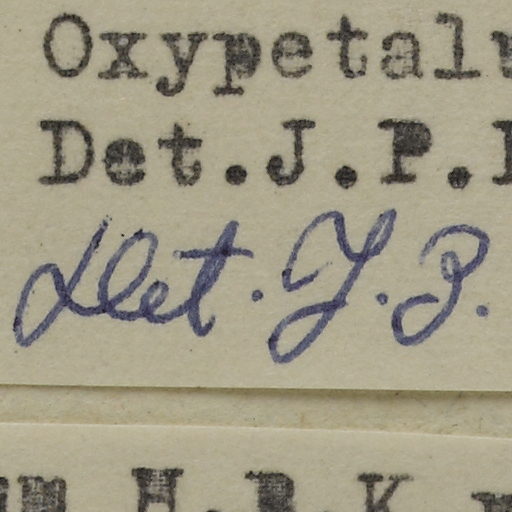 Oxypetalu
Det.J.P.
Det. J. P.
H.B.K.